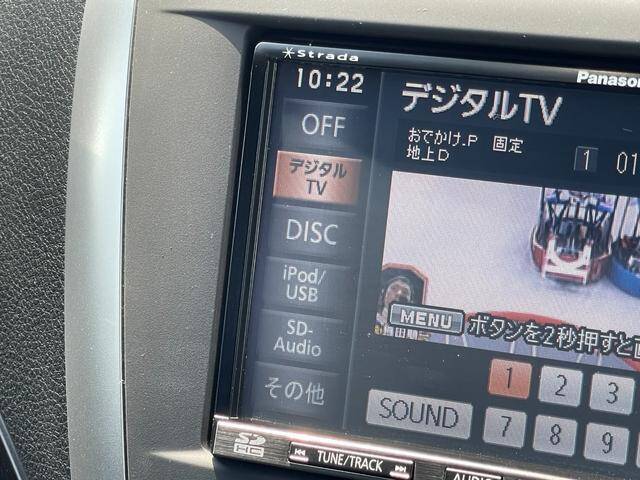 strada
Panaso
10:22
デジタルTV
OFF
おでかけ.P 固定
地上D
1 01
デジタル
TV
DISC
iPod/
USB
MENU ボタンを2秒押すと
SD-
Audio
その他
1 2 3
SOUND
7 8 9
SD
HC
TUNE/TRACK
AUDIO